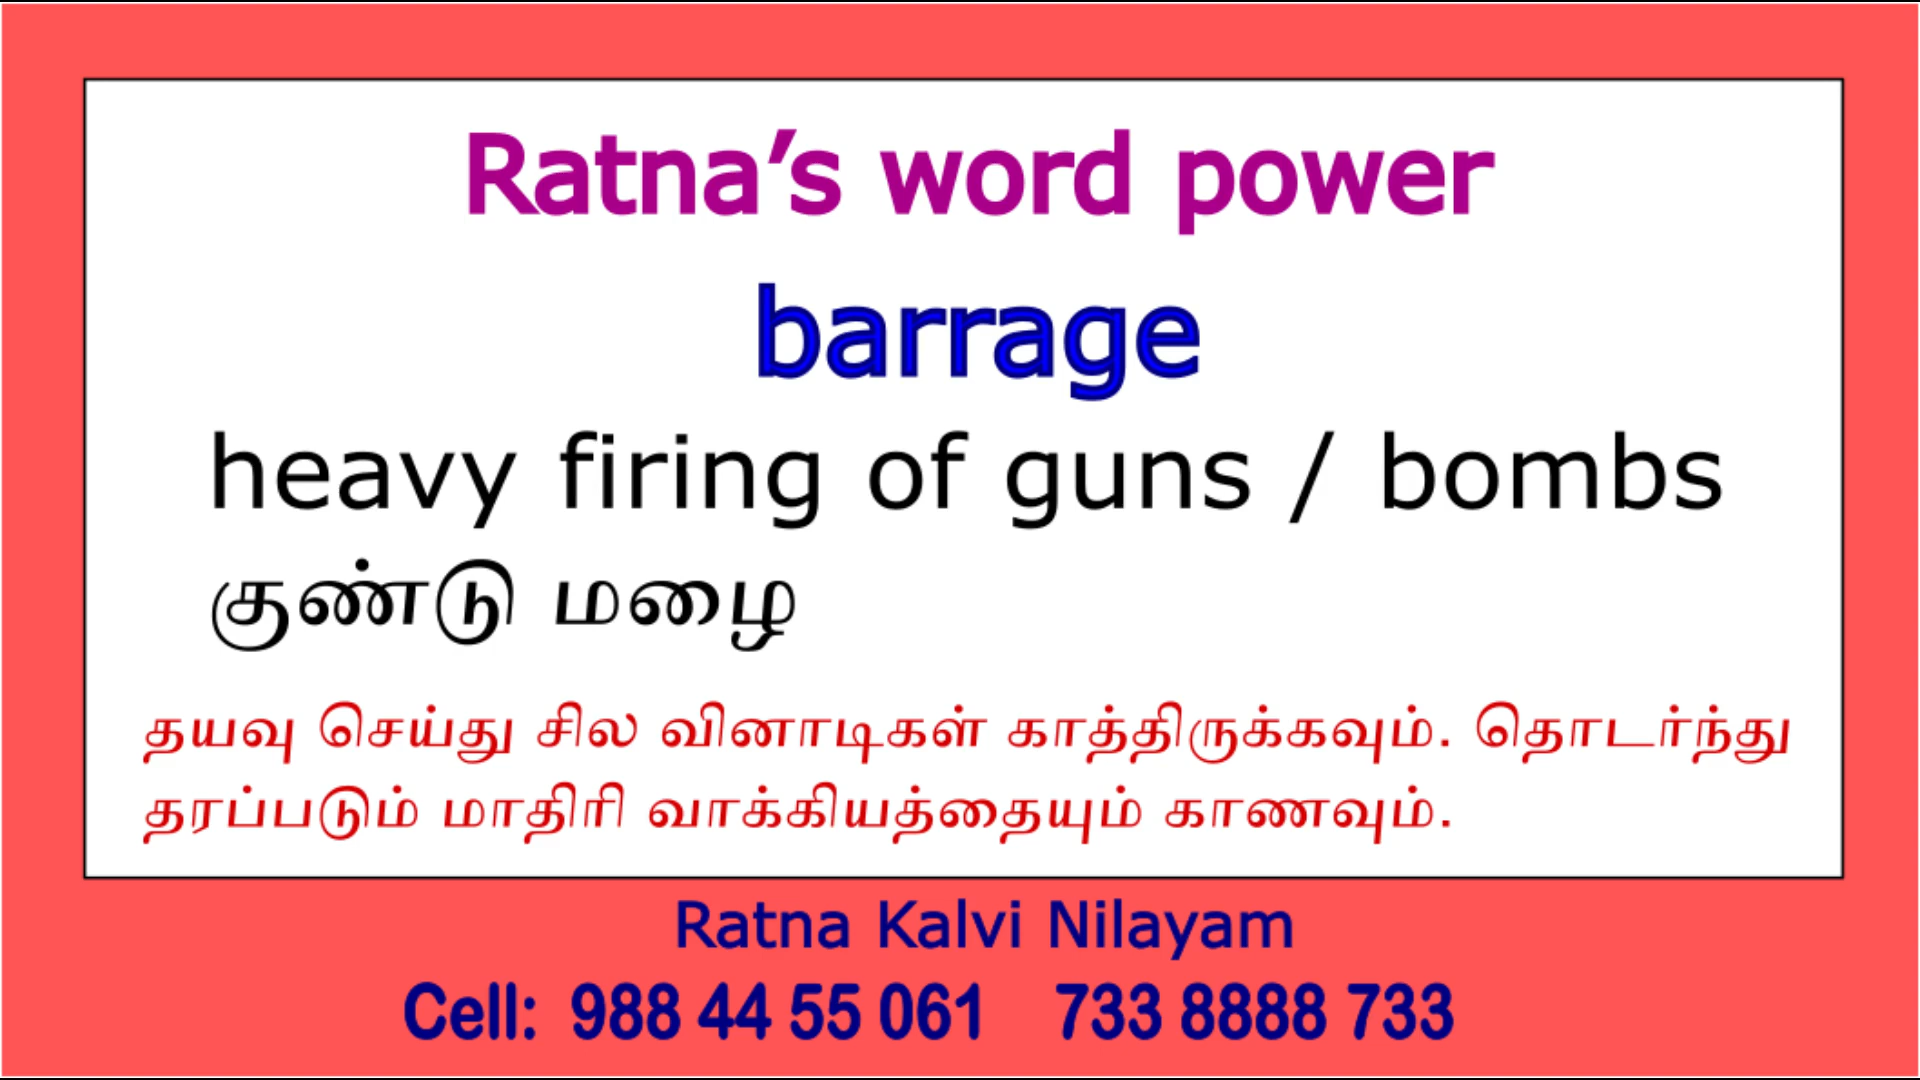 Ratna’s word power
barrage
heavy firing of guns / bombs
குண்டு மழை
தயவு செய்து சில வினாடிகள் காத்திருக்கவும். தொடர்ந்து
தரப்படும் மாதிரி வாக்கியத்தையும் காணவும்.
Ratna Kalvi Nilayam
Cell: 988 44 55 061 733 8888 733